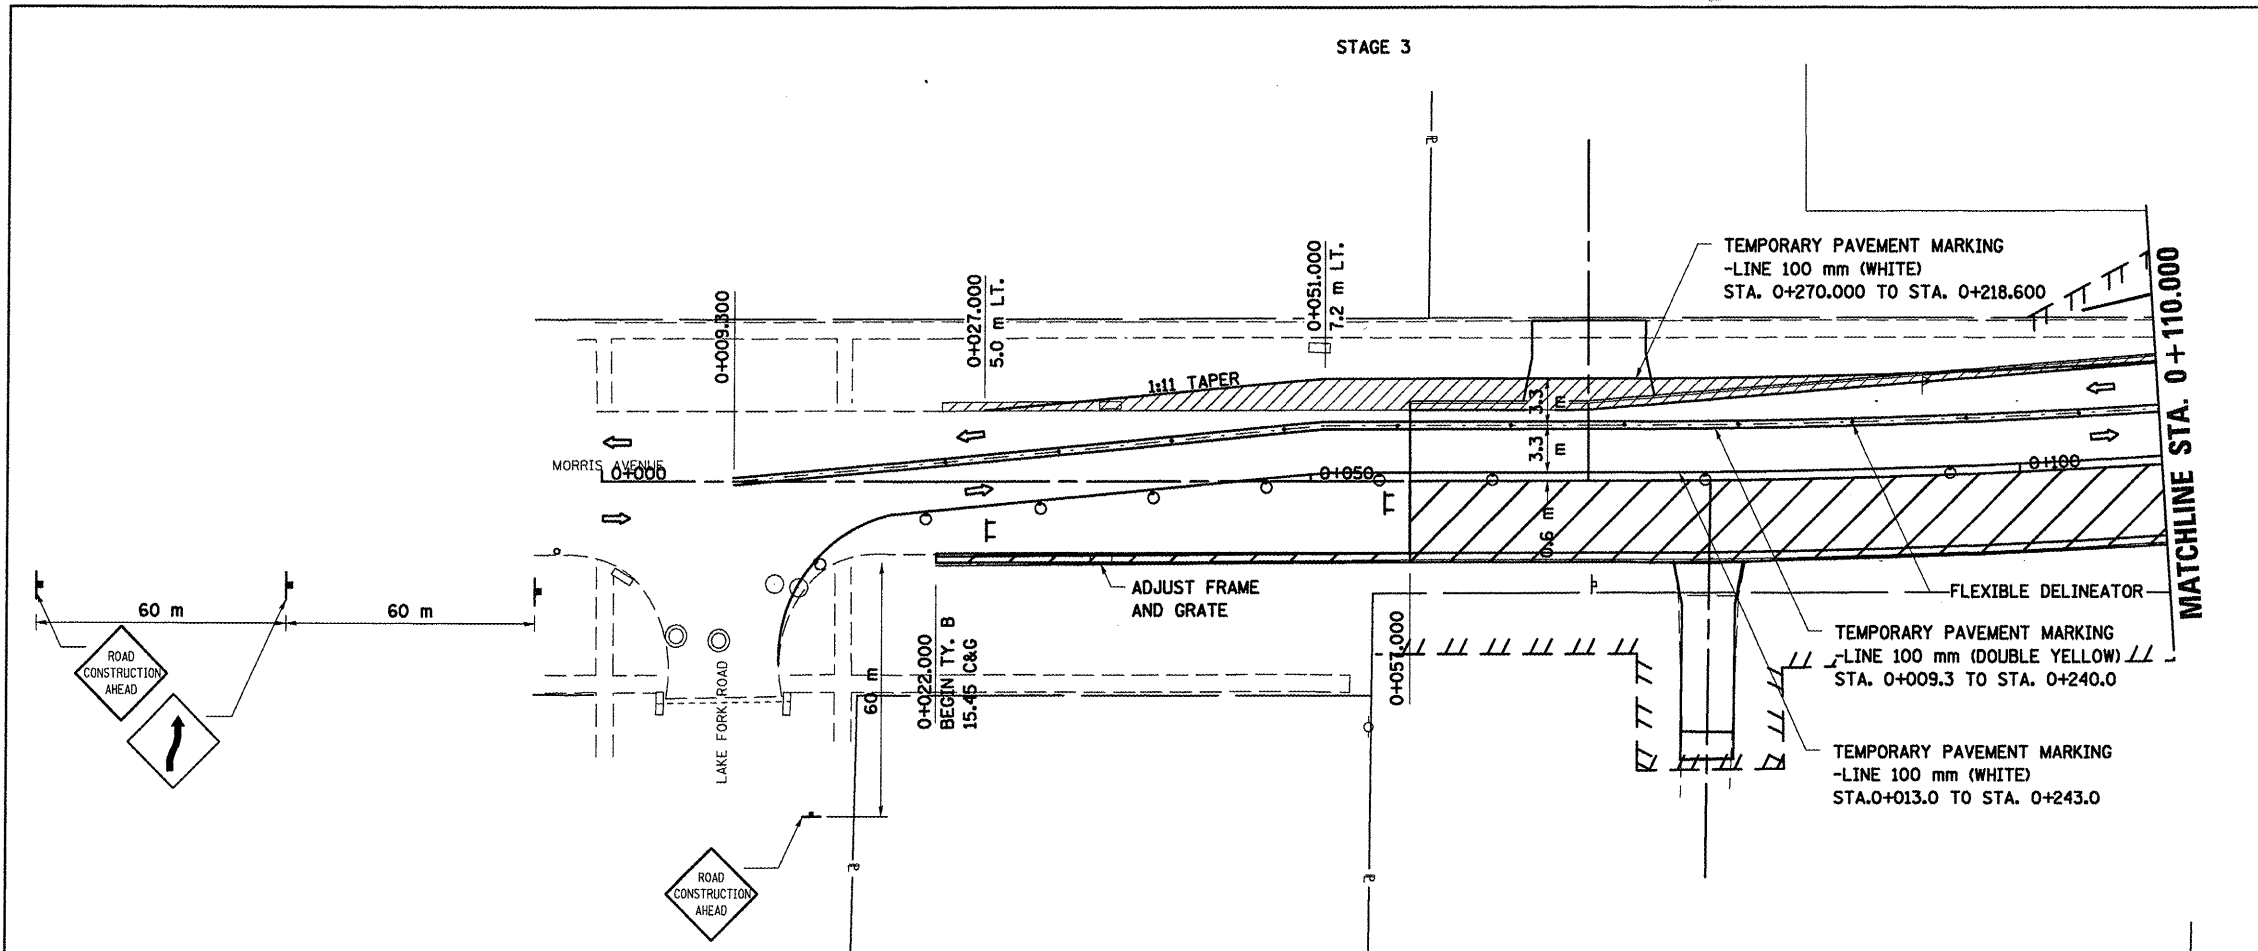 STAGE 3
TEMPORARY PAVEMENT MARKING
-LINE 100 mm (WHITE)
STA. 0+270.000 TO STA. 0+218.600
MATCHLINE STA. 0+110.000
0+009.300
0+027.000
5.0 m LT.
0+051.000
7.2 m LT.
1:11 TAPER
3.3 m
3.3 m
0.6 m
MORRIS AVENUE
0+000
0+050
0+100
ADJUST FRAME
AND GRATE
FLEXIBLE DELINEATOR
60 m
60 m
60 m
0+022.000
BEGIN TY. B
15.45 C&G
0+057.000
TEMPORARY PAVEMENT MARKING
-LINE 100 mm (DOUBLE YELLOW)
STA. 0+009.3 TO STA. 0+240.0
ROAD
CONSTRUCTION
AHEAD
LAKE FORK ROAD
TEMPORARY PAVEMENT MARKING
-LINE 100 mm (WHITE)
STA.0+013.0 TO STA. 0+243.0
ROAD
CONSTRUCTION
AHEAD
PL
PL
PL